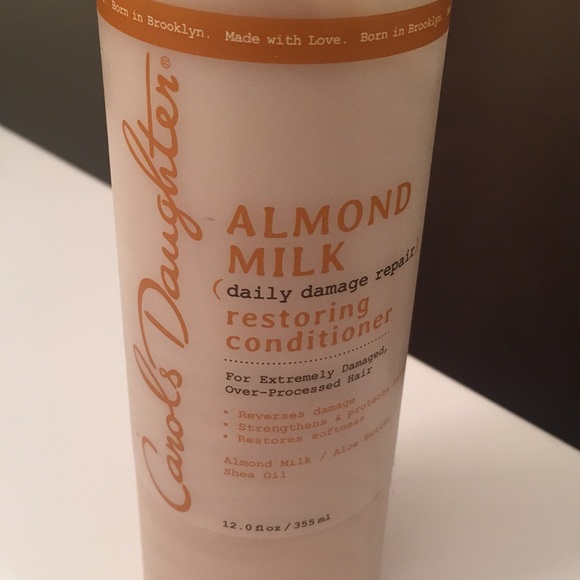 Born in Brooklyn. Made with Love. Born in Brooklyn.
Carol's Daughter®
ALMOND
MILK
(daily damage repair)
restoring
conditioner
For Extremely Damaged,
Over-Processed Hair
• Reverses damage
• Strengthens & protects
• Restores softness
Almond Milk / Aloe Butter /
Shea Oil
12.0 fl oz / 355 ml